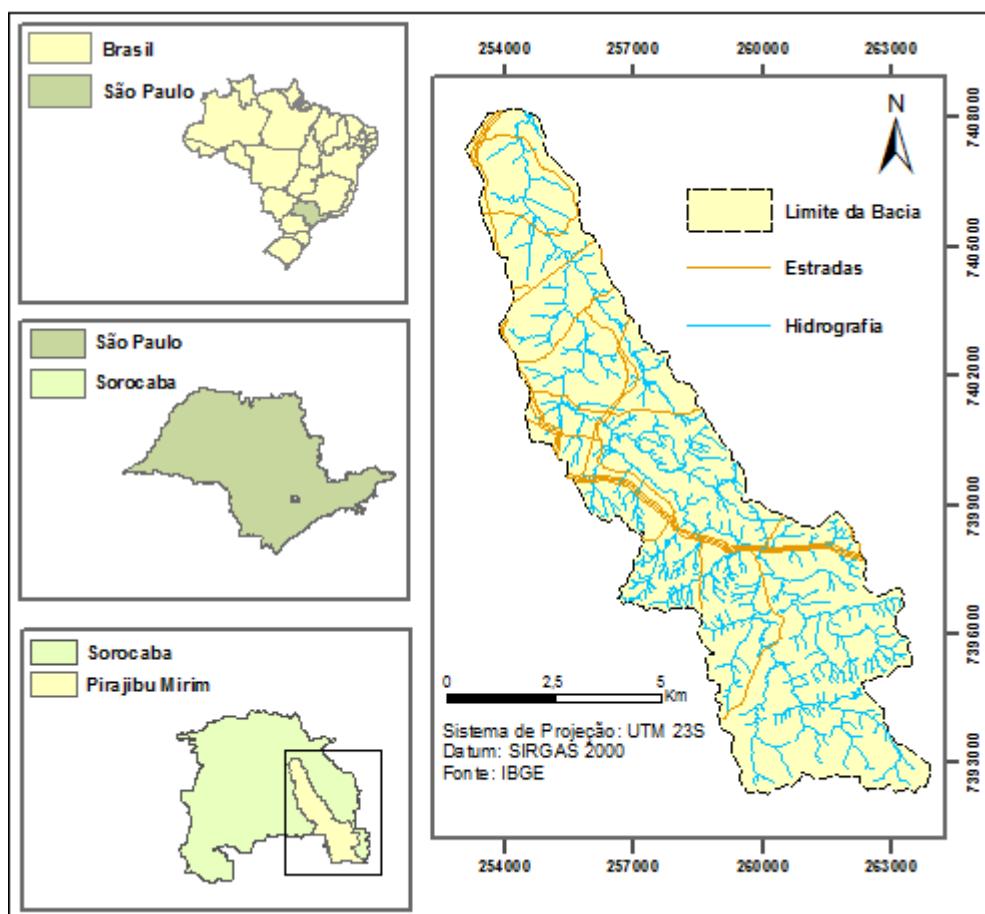 Brasil
São Paulo
São Paulo
Sorocaba
Sorocaba
Pirajibu Mirim
254000 257000 260000 263000
N
Limite da Bacia
Estradas
Hidrografia
7408000
7405000
7402000
7399000
7396000
7393000
0 2,5 5
Km
Sistema de Projeção: UTM 23S
Datum: SIRGAS 2000
Fonte: IBGE
254000 257000 260000 263000